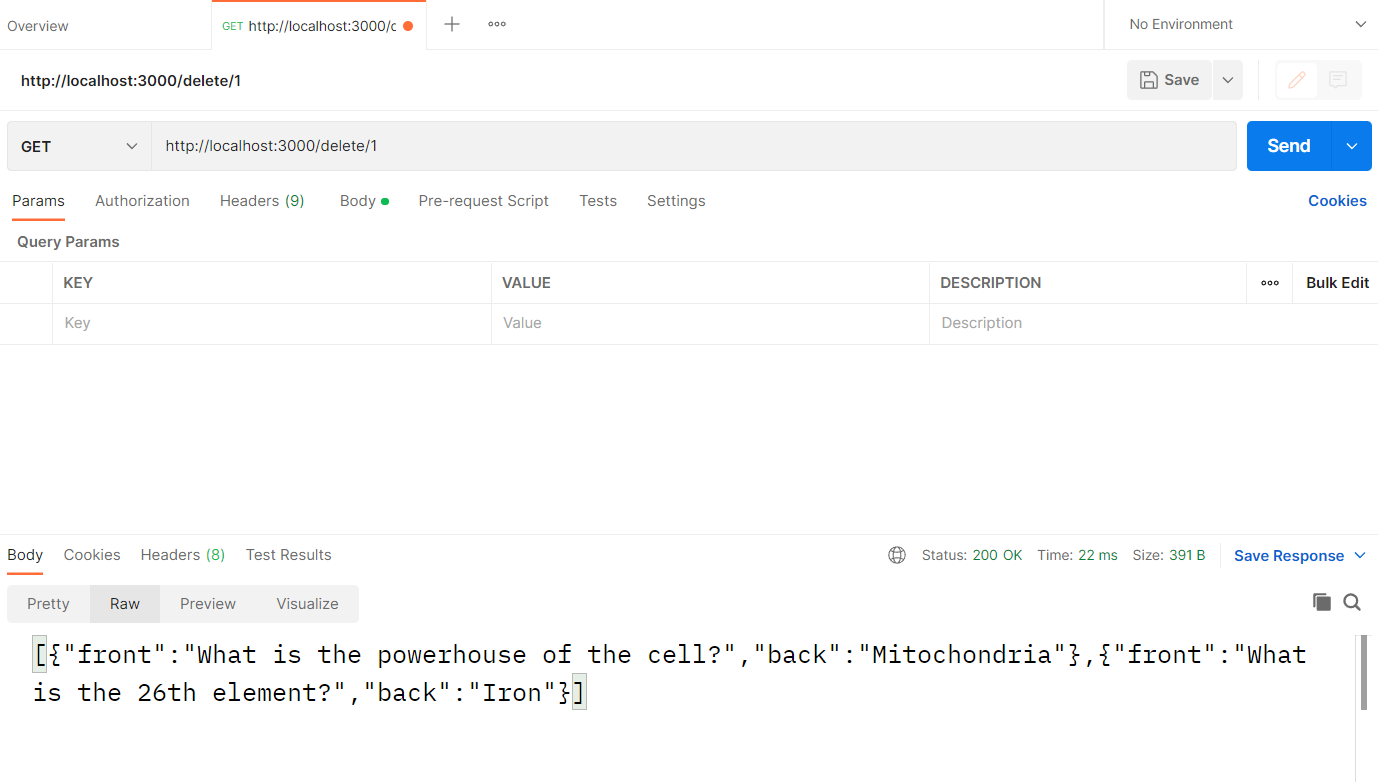 Overview
GET http://localhost:3000/c
No Environment
http://localhost:3000/delete/1
Save
GET
http://localhost:3000/delete/1
Send
Params Authorization Headers (9) Body Pre-request Script Tests Settings Cookies
Query Params
KEY VALUE DESCRIPTION Bulk Edit
Key Value Description
Body Cookies Headers (8) Test Results Status: 200 OK Time: 22 ms Size: 391 B Save Response
Pretty Raw Preview Visualize
[{"front":"What is the powerhouse of the cell?","back":"Mitochondria"},{"front":"What
is the 26th element?","back":"Iron"}]